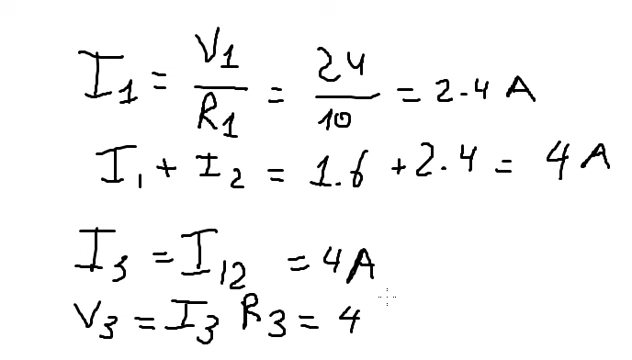 I1 = V1/R1 = 24/10 = 2.4 A
I1 + I2 = 1.6 + 2.4 = 4 A
I3 = I12 = 4A
V3 = I3 R3 = 4